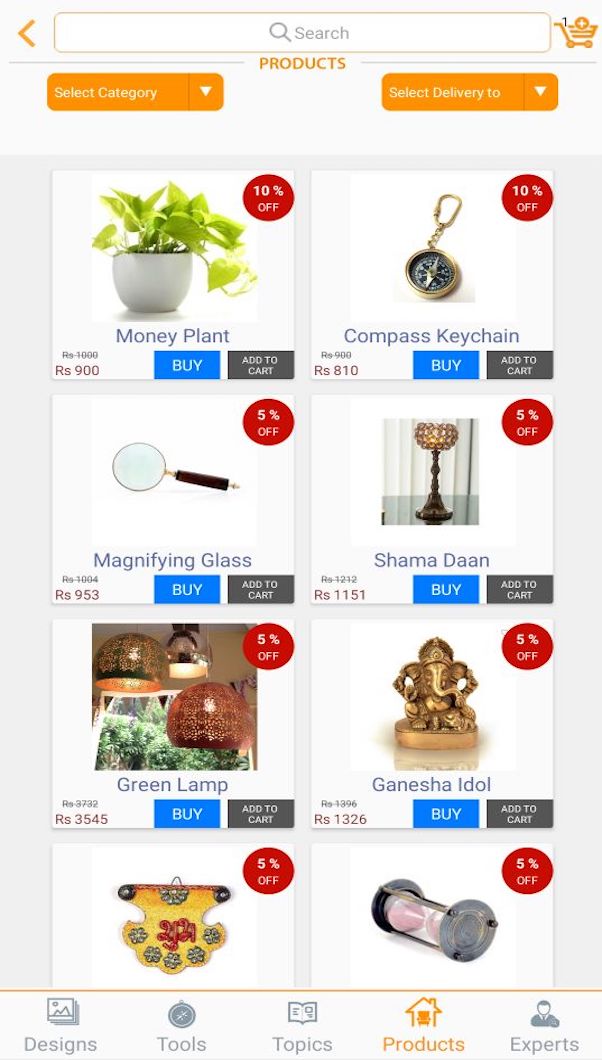 Search
1
PRODUCTS
Select Category
Select Delivery to
10 %
OFF
10 %
OFF
Money Plant
Compass Keychain
Rs 1000
Rs 900
BUY
ADD TO
CART
Rs 900
Rs 810
BUY
ADD TO
CART
5 %
OFF
5 %
OFF
Magnifying Glass
Shama Daan
Rs 1004
Rs 953
BUY
ADD TO
CART
Rs 1212
Rs 1151
BUY
ADD TO
CART
5 %
OFF
5 %
OFF
Green Lamp
Ganesha Idol
Rs 3732
Rs 3545
BUY
ADD TO
CART
Rs 1396
Rs 1326
BUY
ADD TO
CART
5 %
OFF
शुभ
5 %
OFF
Designs
Tools
Topics
Products
Experts